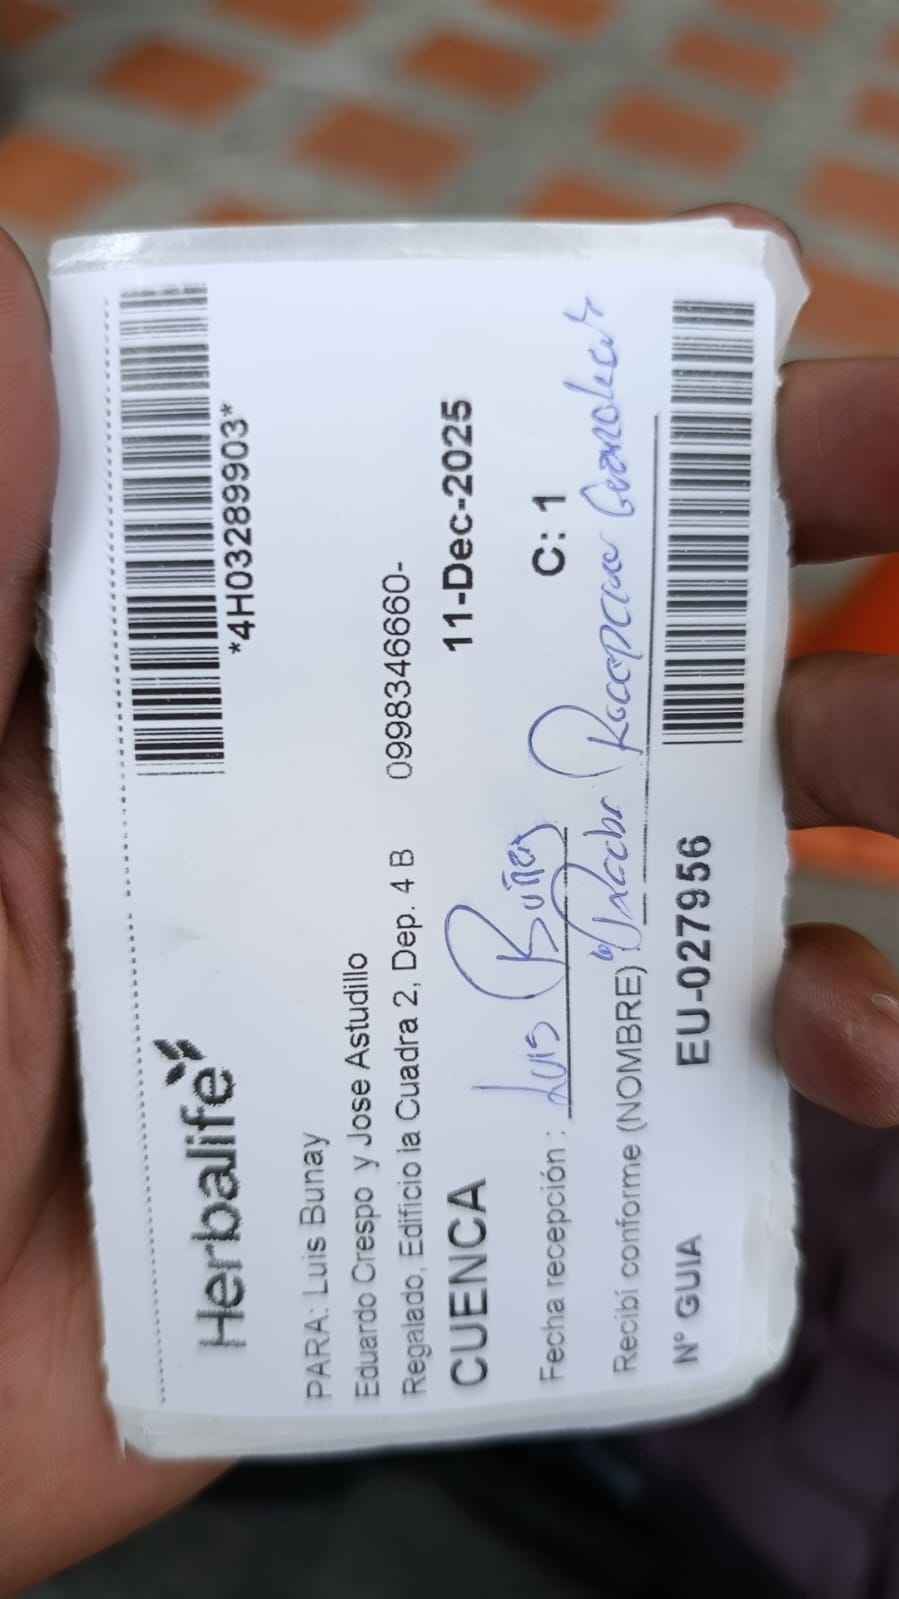 Herbalife
*4H03289903*
PARA: Luis Bunay
Eduardo Crespo y Jose Astudillo
Regalado, Edificio la Cuadra 2, Dep. 4 B 0998346660-
CUENCA 11-Dec-2025
Fecha recepción : Luis Buñay C: 1
Recibí conforme (NOMBRE)
Nº GUIA EU-027956